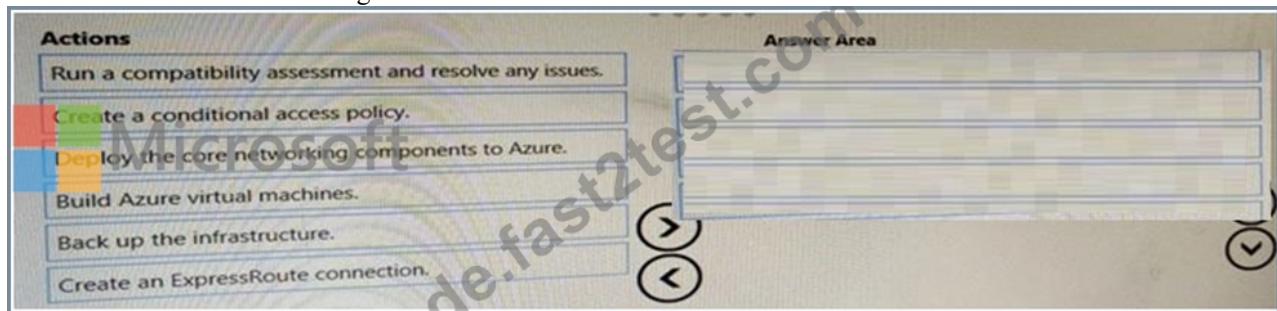 Actions
Answer Area
Run a compatibility assessment and resolve any issues.
Create a conditional access policy.
Microsoft
Deploy the core networking components to Azure.
Build Azure virtual machines.
Back up the infrastructure.
Create an ExpressRoute connection.
de.fast2test.com